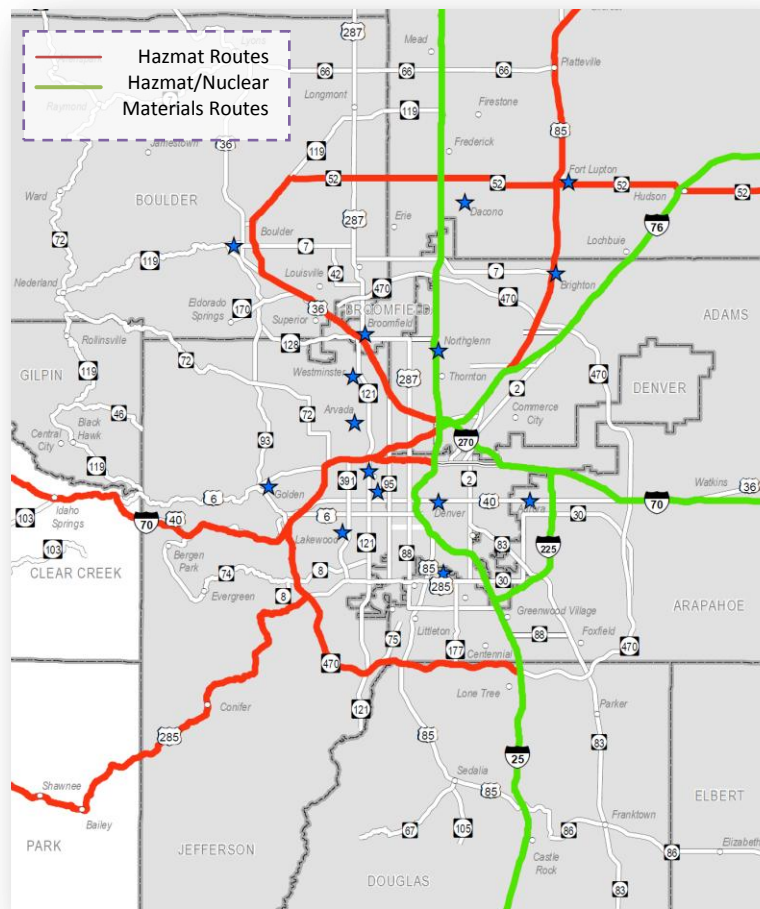 Hazmat Routes
Hazmat/Nuclear
Materials Routes
287
Mead
66
66
66
Platteville
Longmont
119
Firestone
85
36
Jamestown
119
Frederick
Fort Lupton
52
52
52
Hudson
52
Ward
BOULDER
287
Dacono
76
72
Erie
Lochbuie
Boulder
7
119
Louisville
42
470
7
Brighton
Nederland
Eldorado
Springs
170
36
Superior
BROOMFIELD
470
ADAMS
Broomfield
Rollinsville
128
Northglenn
72
119
Westminster
287
Thornton
470
DENVER
GILPIN
121
2
Arvada
Commerce
City
46
72
Black
Hawk
Central
City
93
270
119
391
95
2
Watkins
36
6
Golden
40
70
Idaho
Springs
103
70
40
6
Denver
Aurora
30
103
Lakewood
83
225
Bergen
Park
121
88
CLEAR CREEK
74
8
85
30
285
ARAPAHOE
Evergreen
8
Greenwood Village
Littleton
88
Foxfield
75
177
Centennial
470
470
Lone Tree
Conifer
121
Parker
285
85
25
83
Shawnee
Sedalia
ELBERT
Bailey
85
Franktown
PARK
67
105
86
JEFFERSON
Castle
Rock
86
Elizabeth
DOUGLAS
83